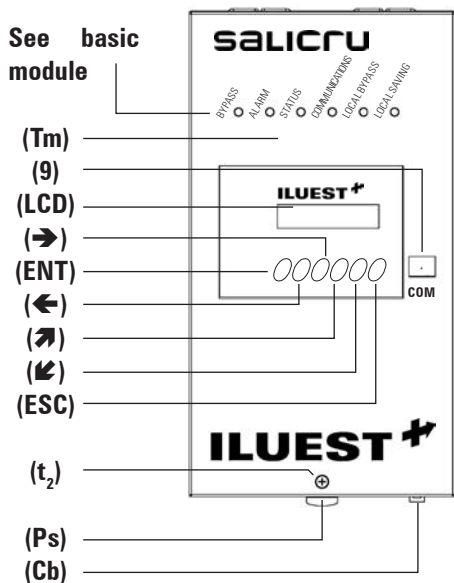 See basic
module
salicru
BYPASS
ALARM
STATUS
COMMUNICATIONS
LOCAL BYPASS
LOCAL SAVING
(Tm)
(9)
(LCD)
ILUEST+
(➔)
(ENT)
(←)
COM
(↗)
(↙)
(ESC)
ILUEST+
(t₂)
(Ps)
(Cb)